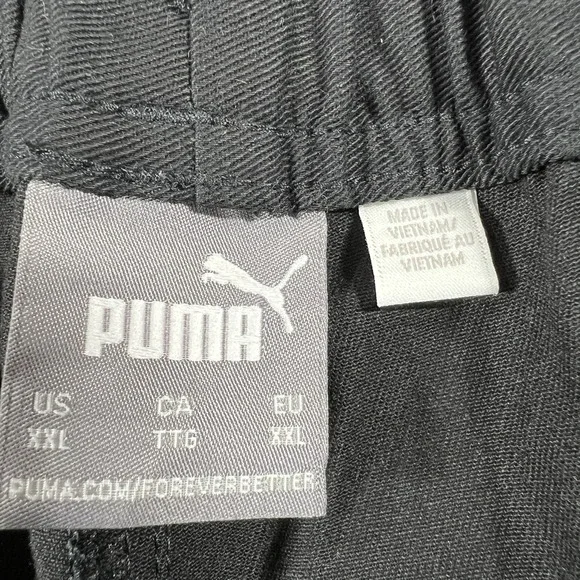 PUMA
US CA EU
XXL TTG XXL
PUMA.COM/FOREVERBETTER
MADE IN
VIETNAM/
FABRIQUÉ AU
VIETNAM